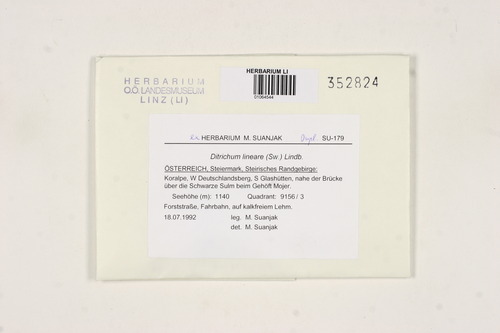 HERBARIUM
O.Ö. LANDESMUSEUM
LINZ (LI)
HERBARIUM LI
01064544
352824
HERBARIUM M. SUANJAK SU-179
Ditrichum lineare (Sw.) Lindb
ÖSTERREICH, Steiermark, Steirisches Randgebirge:
Koralpe, W Deutschlandsberg, S Glashütten, nahe der Brücke
über die Schwarze Sulm beim Gehöft Mojer.
Seehöhe (m): 1140 Quadrant: 9156 / 3
Forststraße, Fahrbahn, auf kalkfreiem Lehm.
18.07.1992 leg. M. Suanjak
det. M. Suanjak